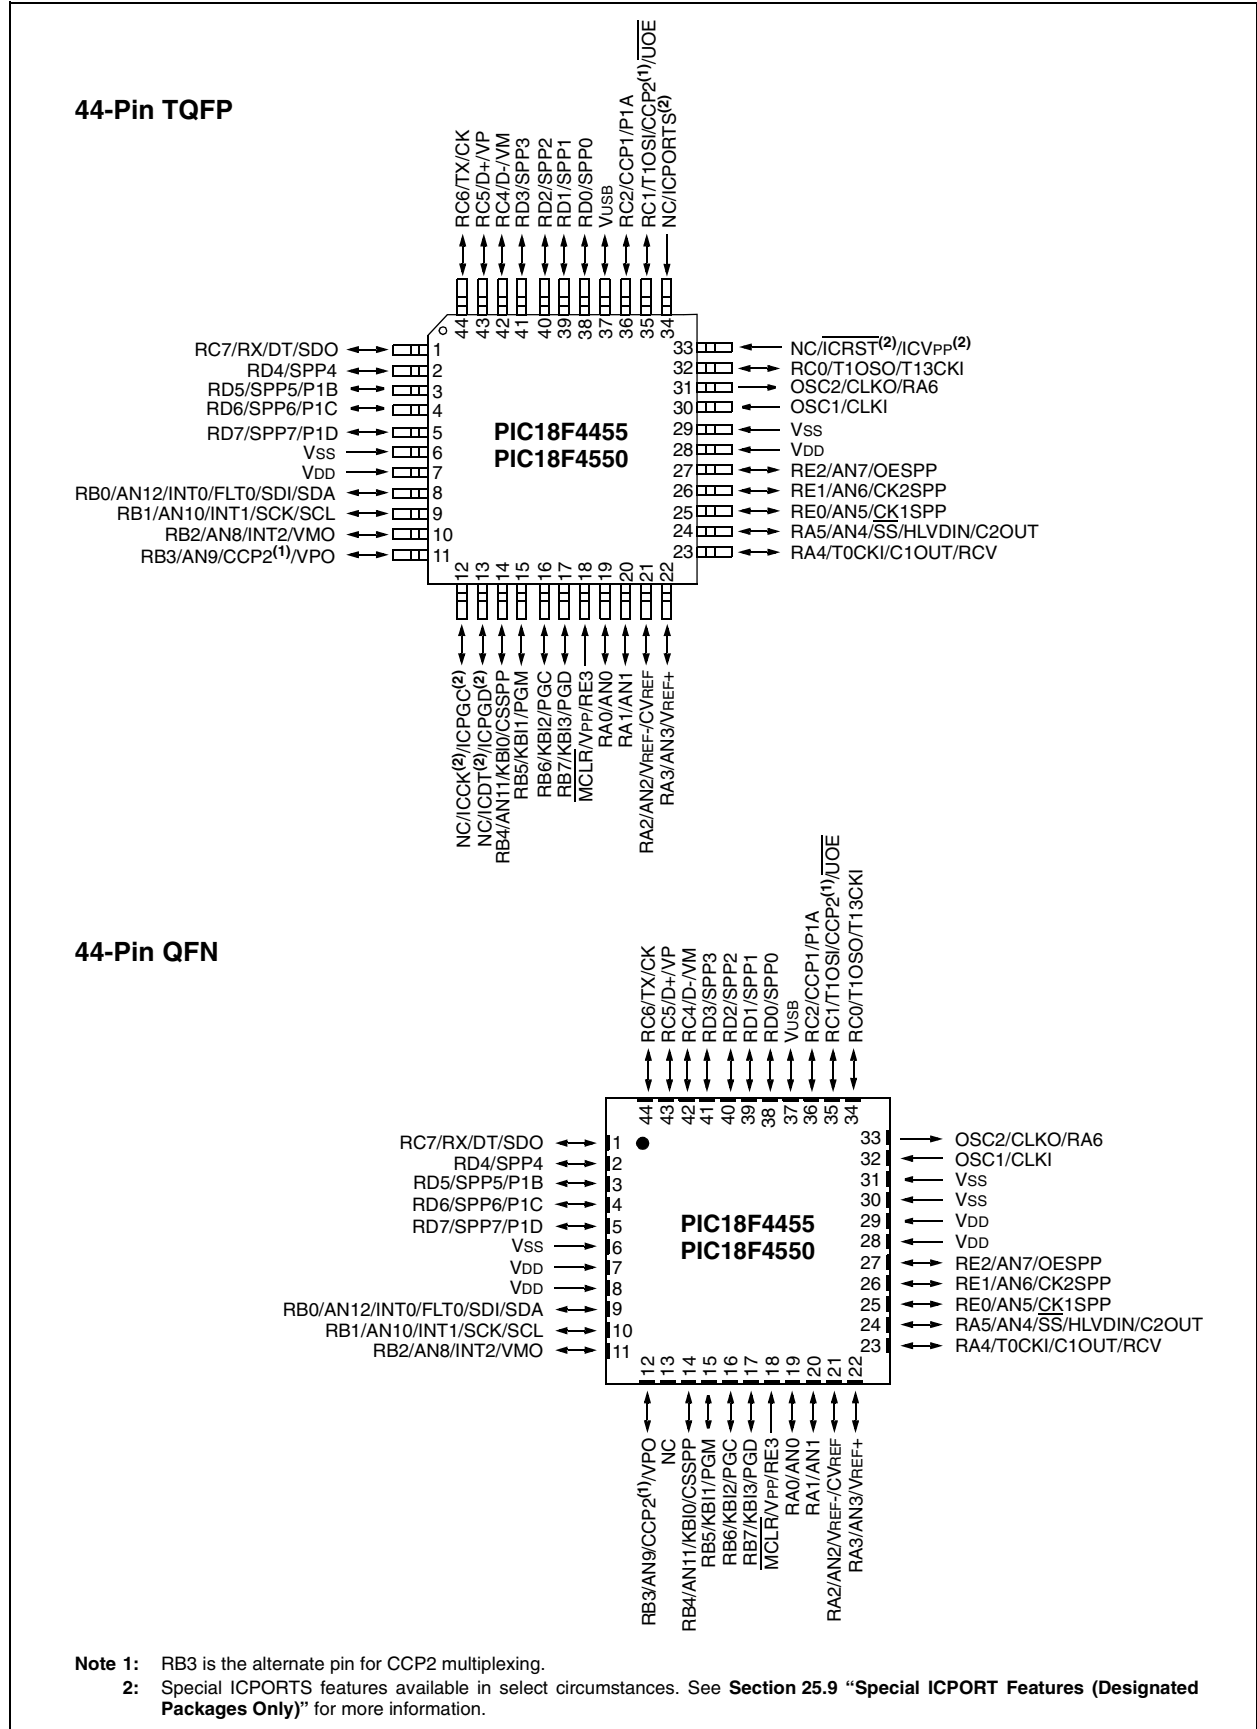 44-Pin TQFP
RC6/TX/CK
RC5/D+/VP
RC4/D-/VM
RD3/SPP3
RD2/SPP2
RD1/SPP1
RD0/SPP0
VUSB
RC2/CCP1/P1A
RC1/T1OSI/CCP2(1)/UOE
NC/ICPORTS(2)
44 43 42 41 40 39 38 37 36 35 34
RC7/RX/DT/SDO 1
RD4/SPP4 2
RD5/SPP5/P1B 3
RD6/SPP6/P1C 4
RD7/SPP7/P1D 5
VSS 6
VDD 7
RB0/AN12/INT0/FLT0/SDI/SDA 8
RB1/AN10/INT1/SCK/SCL 9
RB2/AN8/INT2/VMO 10
RB3/AN9/CCP2(1)/VPO 11
PIC18F4455
PIC18F4550
33 NC/ICRST(2)/ICVPP(2)
32 RC0/T1OSO/T13CKI
31 OSC2/CLKO/RA6
30 OSC1/CLKI
29 VSS
28 VDD
27 RE2/AN7/OESPP
26 RE1/AN6/CK2SPP
25 RE0/AN5/CK1SPP
24 RA5/AN4/SS/HLVDIN/C2OUT
23 RA4/T0CKI/C1OUT/RCV
12 13 14 15 16 17 18 19 20 21 22
NC/ICCK(2)/ICPGC(2)
NC/ICDT(2)/ICPGD(2)
RB4/AN11/KBI0/CSSPP
RB5/KBI1/PGM
RB6/KBI2/PGC
RB7/KBI3/PGD
MCLR/VPP/RE3
RA0/AN0
RA1/AN1
RA2/AN2/VREF-/CVREF
RA3/AN3/VREF+
44-Pin QFN
RC6/TX/CK
RC5/D+/VP
RC4/D-/VM
RD3/SPP3
RD2/SPP2
RD1/SPP1
RD0/SPP0
VUSB
RC2/CCP1/P1A
RC1/T1OSI/CCP2(1)/UOE
RC0/T1OSO/T13CKI
44 43 42 41 40 39 38 37 36 35 34
RC7/RX/DT/SDO 1
RD4/SPP4 2
RD5/SPP5/P1B 3
RD6/SPP6/P1C 4
RD7/SPP7/P1D 5
VSS 6
VDD 7
VDD 8
RB0/AN12/INT0/FLT0/SDI/SDA 9
RB1/AN10/INT1/SCK/SCL 10
RB2/AN8/INT2/VMO 11
PIC18F4455
PIC18F4550
33 OSC2/CLKO/RA6
32 OSC1/CLKI
31 VSS
30 VSS
29 VDD
28 VDD
27 RE2/AN7/OESPP
26 RE1/AN6/CK2SPP
25 RE0/AN5/CK1SPP
24 RA5/AN4/SS/HLVDIN/C2OUT
23 RA4/T0CKI/C1OUT/RCV
12 13 14 15 16 17 18 19 20 21 22
RB3/AN9/CCP2(1)/VPO
NC
RB4/AN11/KBI0/CSSPP
RB5/KBI1/PGM
RB6/KBI2/PGC
RB7/KBI3/PGD
MCLR/VPP/RE3
RA0/AN0
RA1/AN1
RA2/AN2/VREF-/CVREF
RA3/AN3/VREF+
Note 1: RB3 is the alternate pin for CCP2 multiplexing.
2: Special ICPORTS features available in select circumstances. See Section 25.9 “Special ICPORT Features (Designated
Packages Only)” for more information.